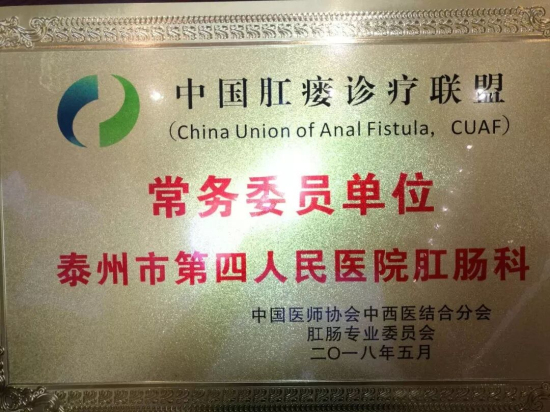 中国肛瘘诊疗联盟
（China Union of Anal Fistula，CUAF）
常务委员单位
泰州市第四人民医院肛肠科
中国医师协会中西医结合分会
肛肠专业委员会
二〇一八年五月